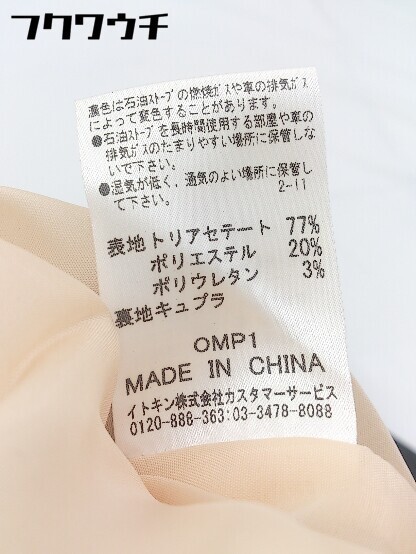 フクワウチ
濃色は石油ｽﾄｰﾌﾞの燃焼ｶﾞｽや車の排気ｶﾞｽ
によって変色することがあります。
●石油ｽﾄｰﾌﾞを長時間使用する部屋や車の
排気ｶﾞｽのたまりやすい場所に保管しな
いで下さい。
●湿気が低く、通気のよい場所に保管し
て下さい。 2-11
表地トリアセテート 77%
ポリエステル 20%
ポリウレタン 3%
裏地キュプラ
OMP1
MADE IN CHINA
イトキン株式会社カスタマーサービス
0120-888-363:03-3478-8088